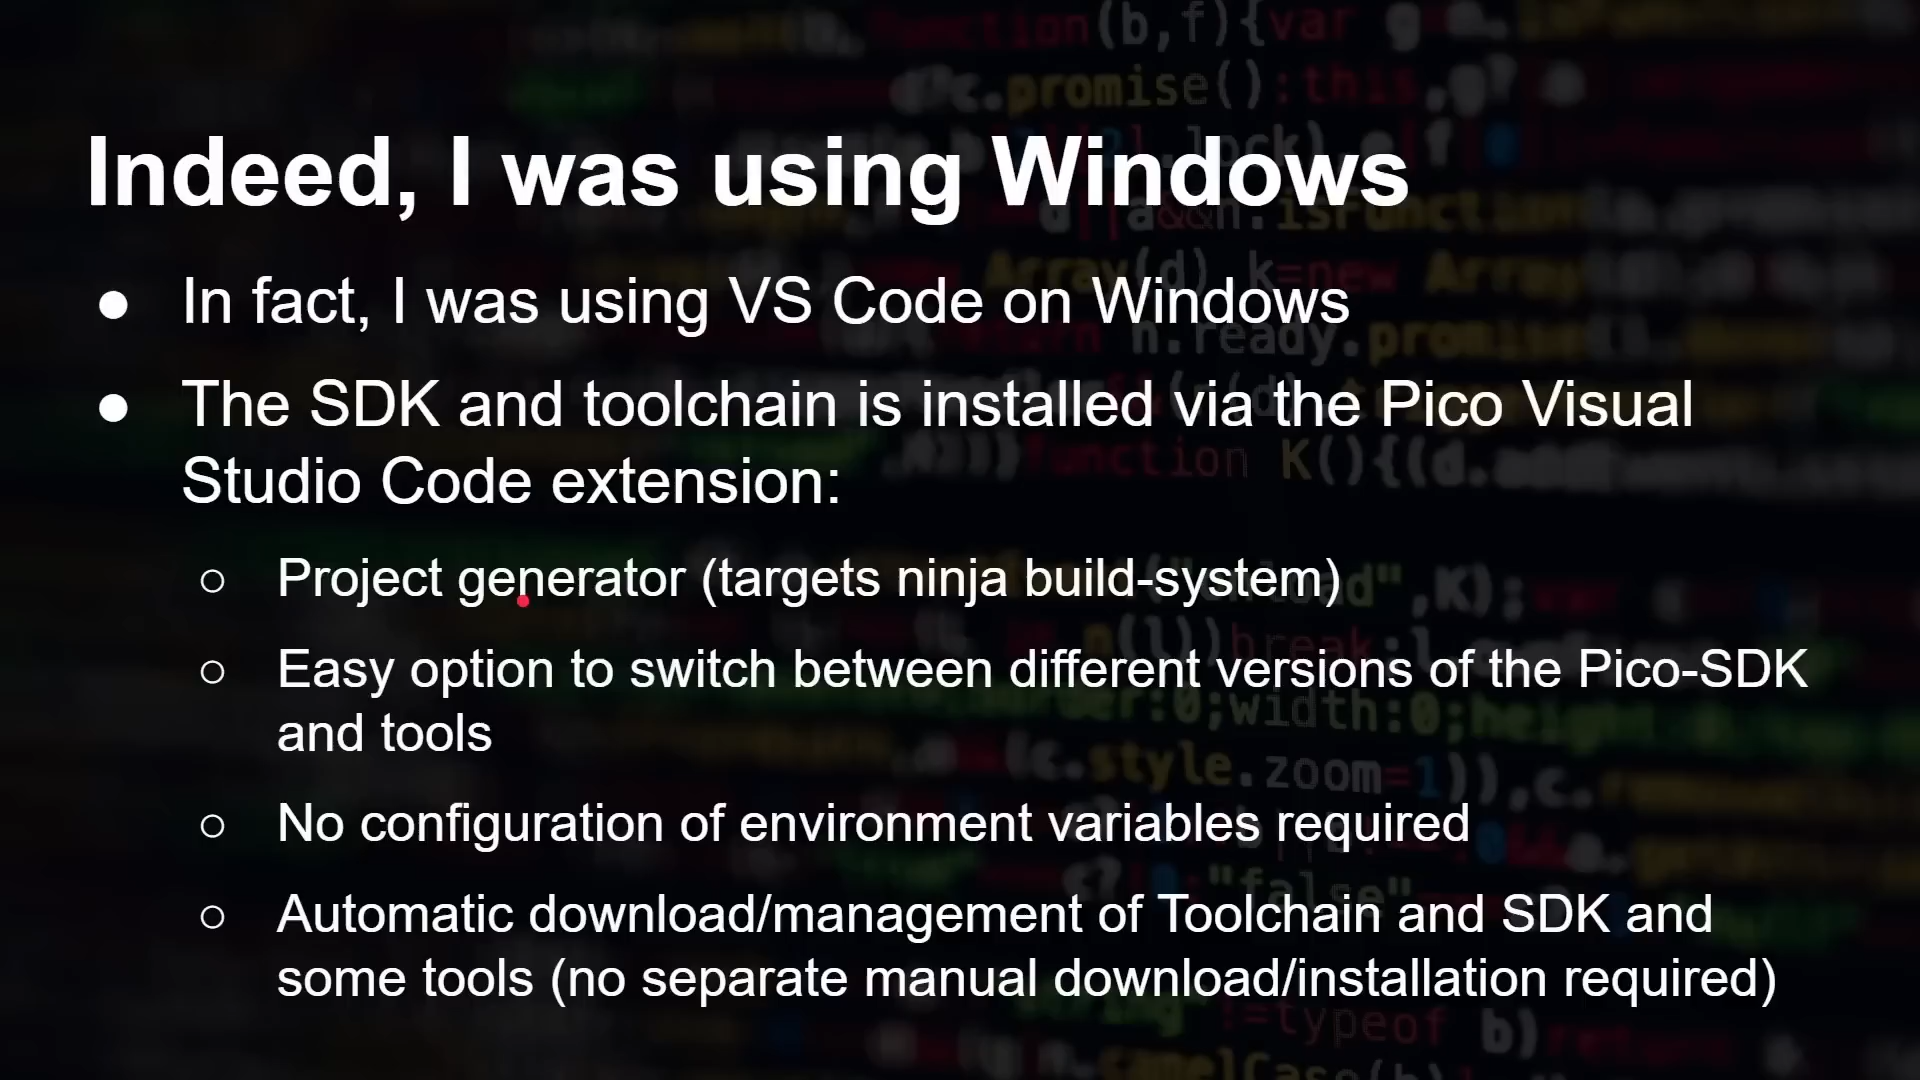 Indeed, I was using Windows
● In fact, I was using VS Code on Windows
● The SDK and toolchain is installed via the Pico Visual
Studio Code extension:
○ Project generator (targets ninja build-system)
○ Easy option to switch between different versions of the Pico-SDK
and tools
○ No configuration of environment variables required
○ Automatic download/management of Toolchain and SDK and
some tools (no separate manual download/installation required)